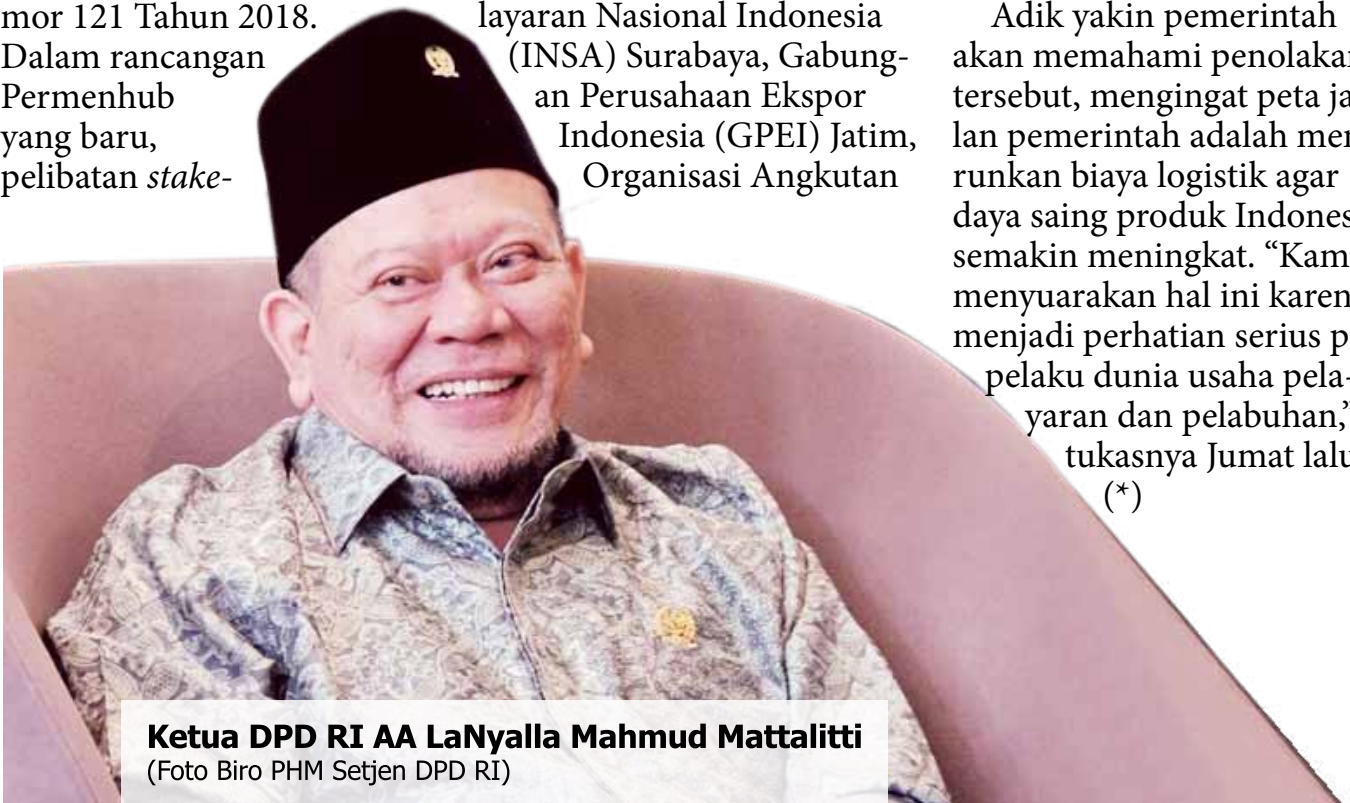 mor 121 Tahun 2018.
Dalam rancangan
Permenhub
yang baru,
pelibatan stake-
layaran Nasional Indonesia
(INSA) Surabaya, Gabung-
an Perusahaan Ekspor
Indonesia (GPEI) Jatim,
Organisasi Angkutan
Adik yakin pemerintah
akan memahami penolakan
tersebut, mengingat peta ja
lan pemerintah adalah men
runkan biaya logistik agar
daya saing produk Indones
semakin meningkat. “Kam
menyuarakan hal ini karen
menjadi perhatian serius p
pelaku dunia usaha pela-
yaran dan pelabuhan,”
tukasnya Jumat lalu
(*)
Ketua DPD RI AA LaNyalla Mahmud Mattalitti
(Foto Biro PHM Setjen DPD RI)